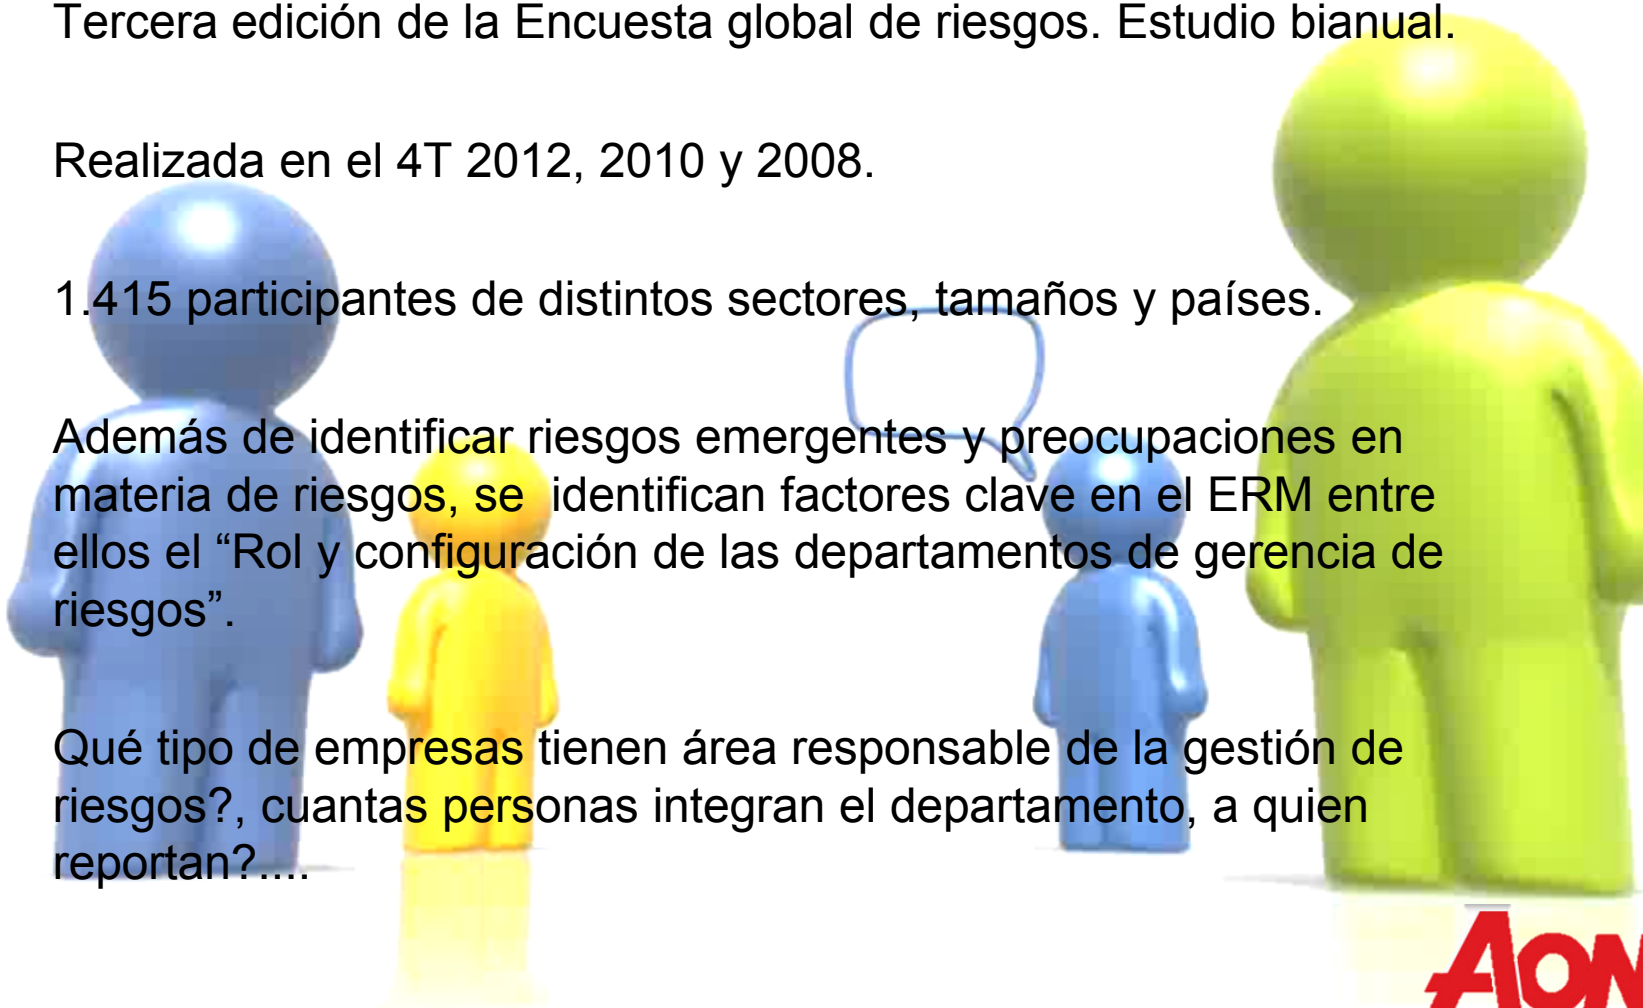 Tercera edición de la Encuesta global de riesgos. Estudio bianual.
Realizada en el 4T 2012, 2010 y 2008.
1.415 participantes de distintos sectores, tamaños y países.
Además de identificar riesgos emergentes y preocupaciones en
materia de riesgos, se  identifican factores clave en el ERM entre
ellos el “Rol y configuración de las departamentos de gerencia de
riesgos”.
Qué tipo de empresas tienen área responsable de la gestión de
riesgos?, cuantas personas integran el departamento, a quien
reportan?....
AON